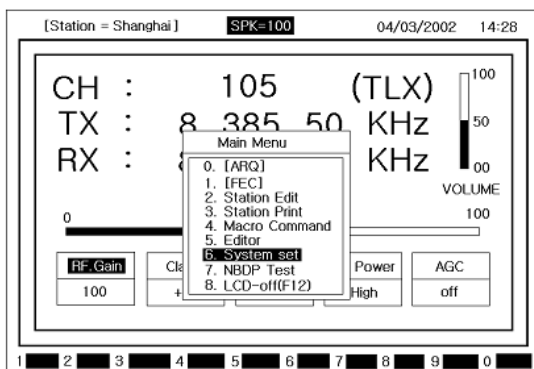 [Station = Shanghai] SPK=100 04/03/2002 14:28
CH : 105 (TLX)
TX : 8 385 50 KHz
RX : KHz
100
50
00
VOLUME
0 100
Main Menu
0. [ARQ]
1. [FEC]
2. Station Edit
3. Station Print
4. Macro Command
5. Editor
6. System set
7. NBDP Test
8. LCD-off(F12)
RF.Gain Cla Power AGC
100 + High off
1 2 3 4 5 6 7 8 9 0